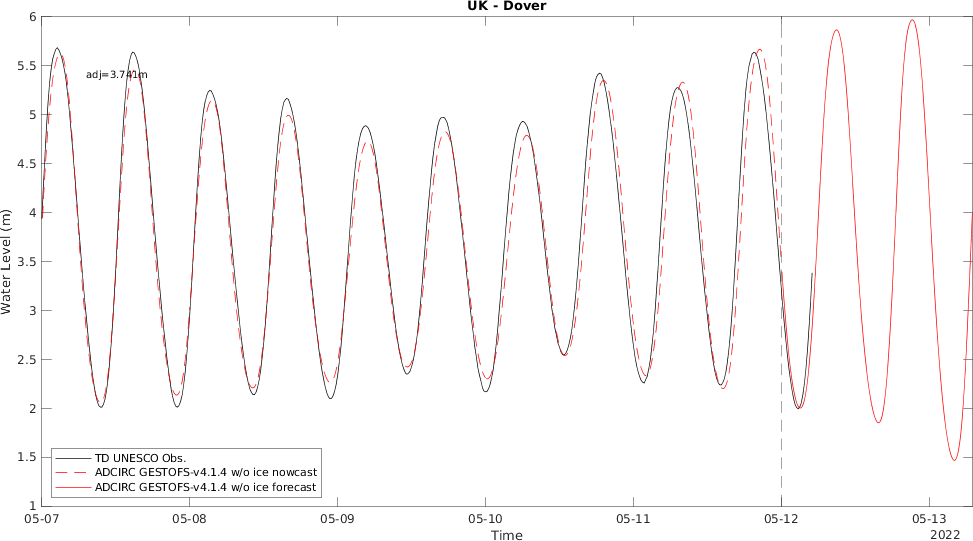 UK - Dover
6
5.5
5
4.5
4
3.5
3
2.5
2
1.5
1
Water Level (m)
adj=3.741m
TD UNESCO Obs.
ADCIRC GESTOFS-v4.1.4 w/o ice nowcast
ADCIRC GESTOFS-v4.1.4 w/o ice forecast
05-07 05-08 05-09 05-10 05-11 05-12 05-13
Time
2022